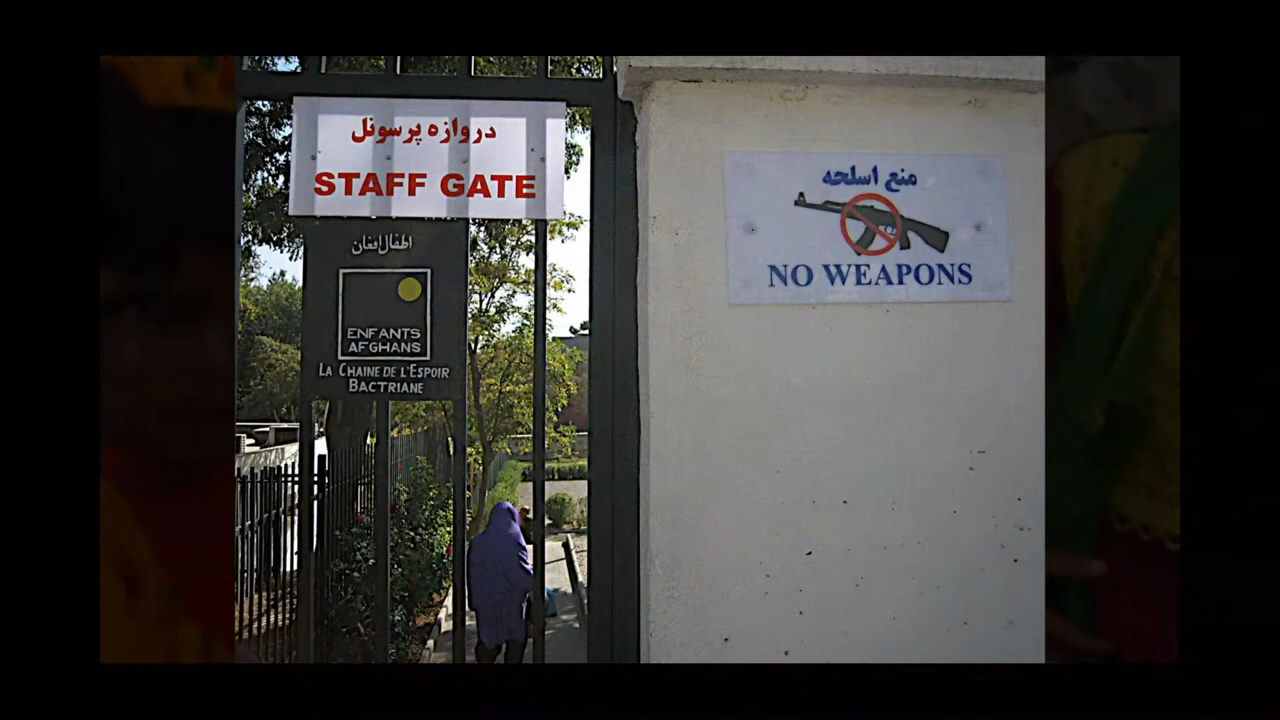 دروازه پرسونل
STAFF GATE
اطفال افغان
ENFANTS
AFGHANS
LA CHAINE DE L'ESPOIR
BACTRIANE
منع اسلحه
NO WEAPONS